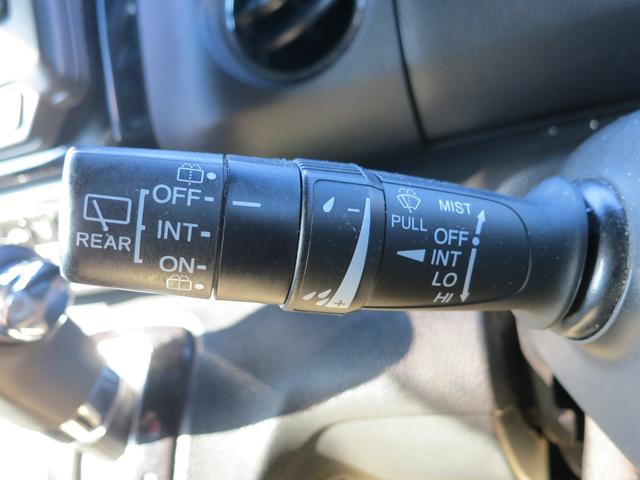 OFF
INT
ON
REAR
PULL
MIST
OFF
INT
LO
HI